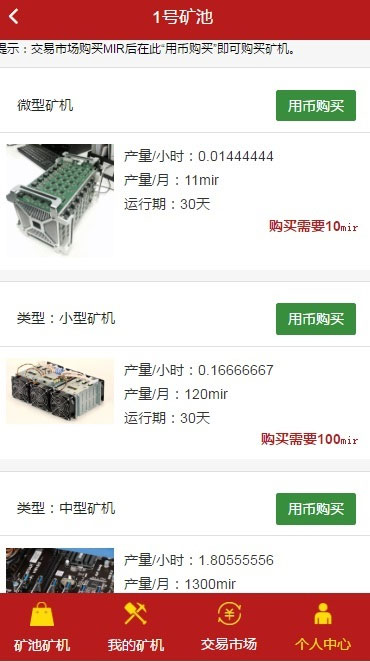 1号矿池
提示：交易市场购买MIR后在此“用币购买”即可购买矿机。
微型矿机
用币购买
产量/小时：0.01444444
产量/月：11mir
运行期：30天
购买需要10mir
类型：小型矿机
用币购买
产量/小时：0.16666667
产量/月：120mir
运行期：30天
购买需要100mir
类型：中型矿机
用币购买
产量/小时：1.80555556
产量/月：1300mir
矿池矿机
我的矿机
交易市场
个人中心